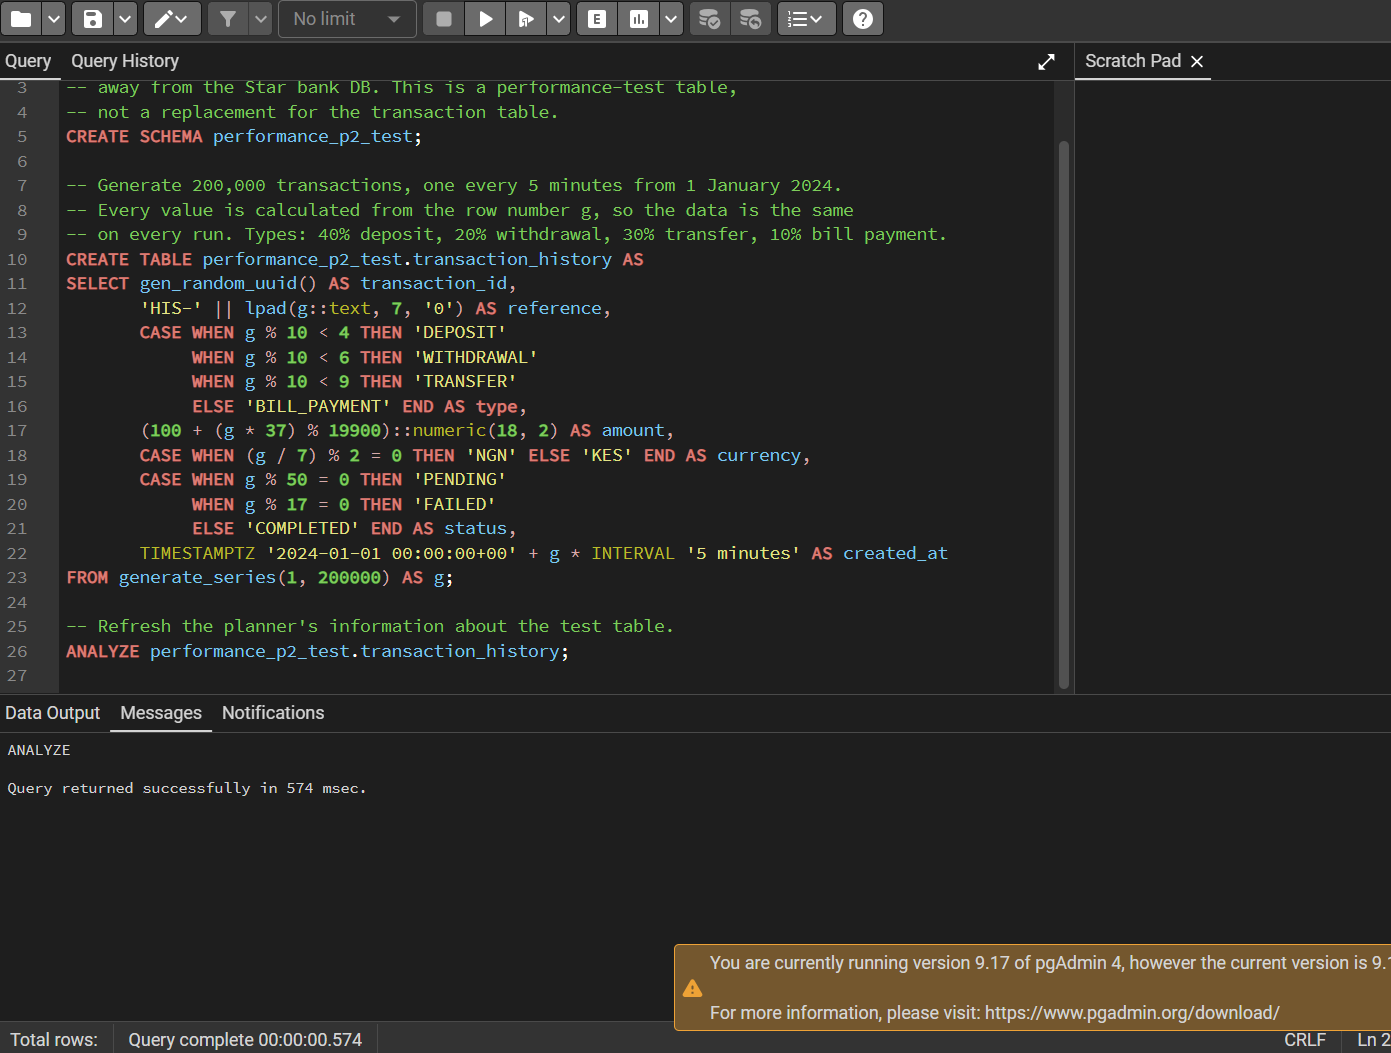 No limit
E
Query Query History
Scratch Pad
3 -- away from the Star bank DB. This is a performance-test table,
4 -- not a replacement for the transaction table.
5 CREATE SCHEMA performance_p2_test;
6
7 -- Generate 200,000 transactions, one every 5 minutes from 1 January 2024.
8 -- Every value is calculated from the row number g, so the data is the same
9 -- on every run. Types: 40% deposit, 20% withdrawal, 30% transfer, 10% bill payment.
10 CREATE TABLE performance_p2_test.transaction_history AS
11 SELECT gen_random_uuid() AS transaction_id,
12 'HIS-' || lpad(g::text, 7, '0') AS reference,
13 CASE WHEN g % 10 < 4 THEN 'DEPOSIT'
14 WHEN g % 10 < 6 THEN 'WITHDRAWAL'
15 WHEN g % 10 < 9 THEN 'TRANSFER'
16 ELSE 'BILL_PAYMENT' END AS type,
17 (100 + (g * 37) % 19900)::numeric(18, 2) AS amount,
18 CASE WHEN (g / 7) % 2 = 0 THEN 'NGN' ELSE 'KES' END AS currency,
19 CASE WHEN g % 50 = 0 THEN 'PENDING'
20 WHEN g % 17 = 0 THEN 'FAILED'
21 ELSE 'COMPLETED' END AS status,
22 TIMESTAMPTZ '2024-01-01 00:00:00+00' + g * INTERVAL '5 minutes' AS created_at
23 FROM generate_series(1, 200000) AS g;
24
25 -- Refresh the planner's information about the test table.
26 ANALYZE performance_p2_test.transaction_history;
27
Data Output Messages Notifications
ANALYZE
Query returned successfully in 574 msec.
You are currently running version 9.17 of pgAdmin 4, however the current version is 9.
For more information, please visit: https://www.pgadmin.org/download/
Total rows: Query complete 00:00:00.574 CRLF Ln 2